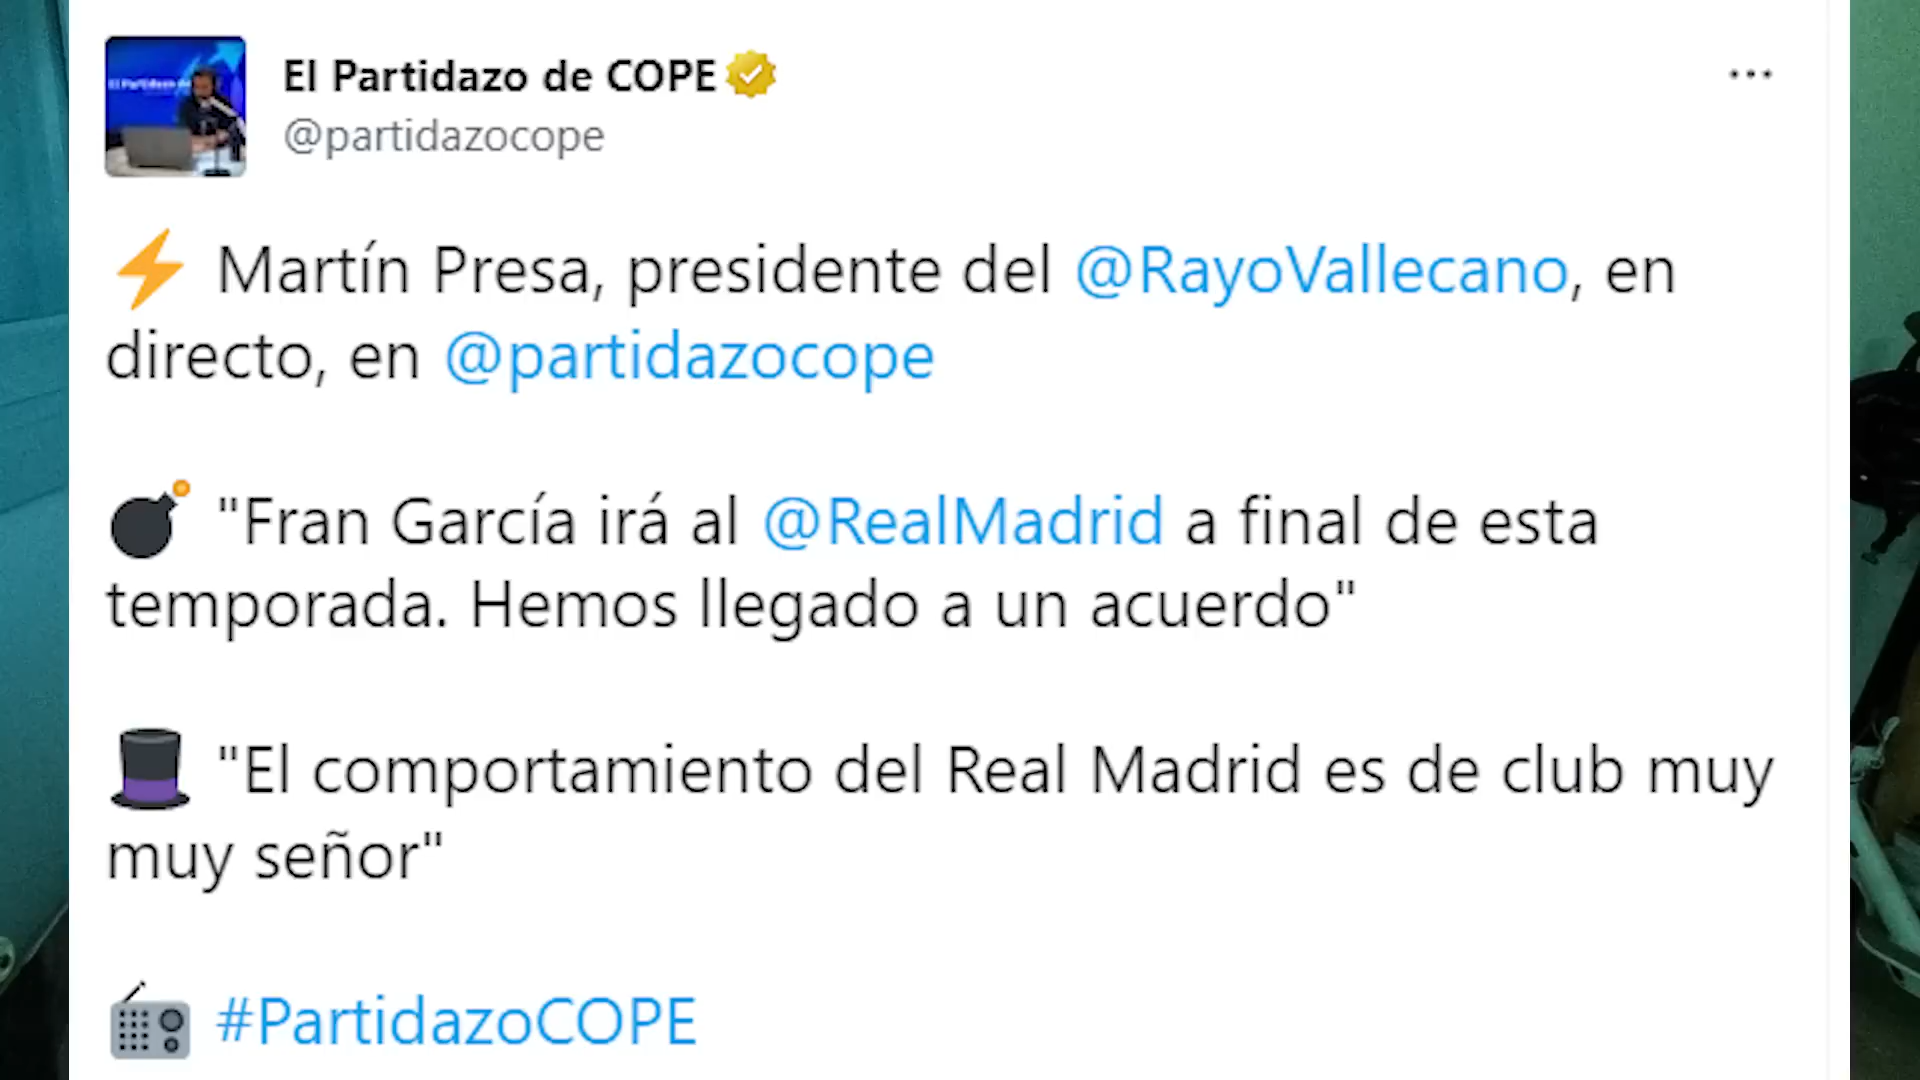 El Partidazo de COPE
@partidazocope
⚡ Martín Presa, presidente del @RayoVallecano, en
directo, en @partidazocope
💣 "Fran García irá al @RealMadrid a final de esta
temporada. Hemos llegado a un acuerdo"
🎩 "El comportamiento del Real Madrid es de club muy
muy señor"
📻 #PartidazoCOPE